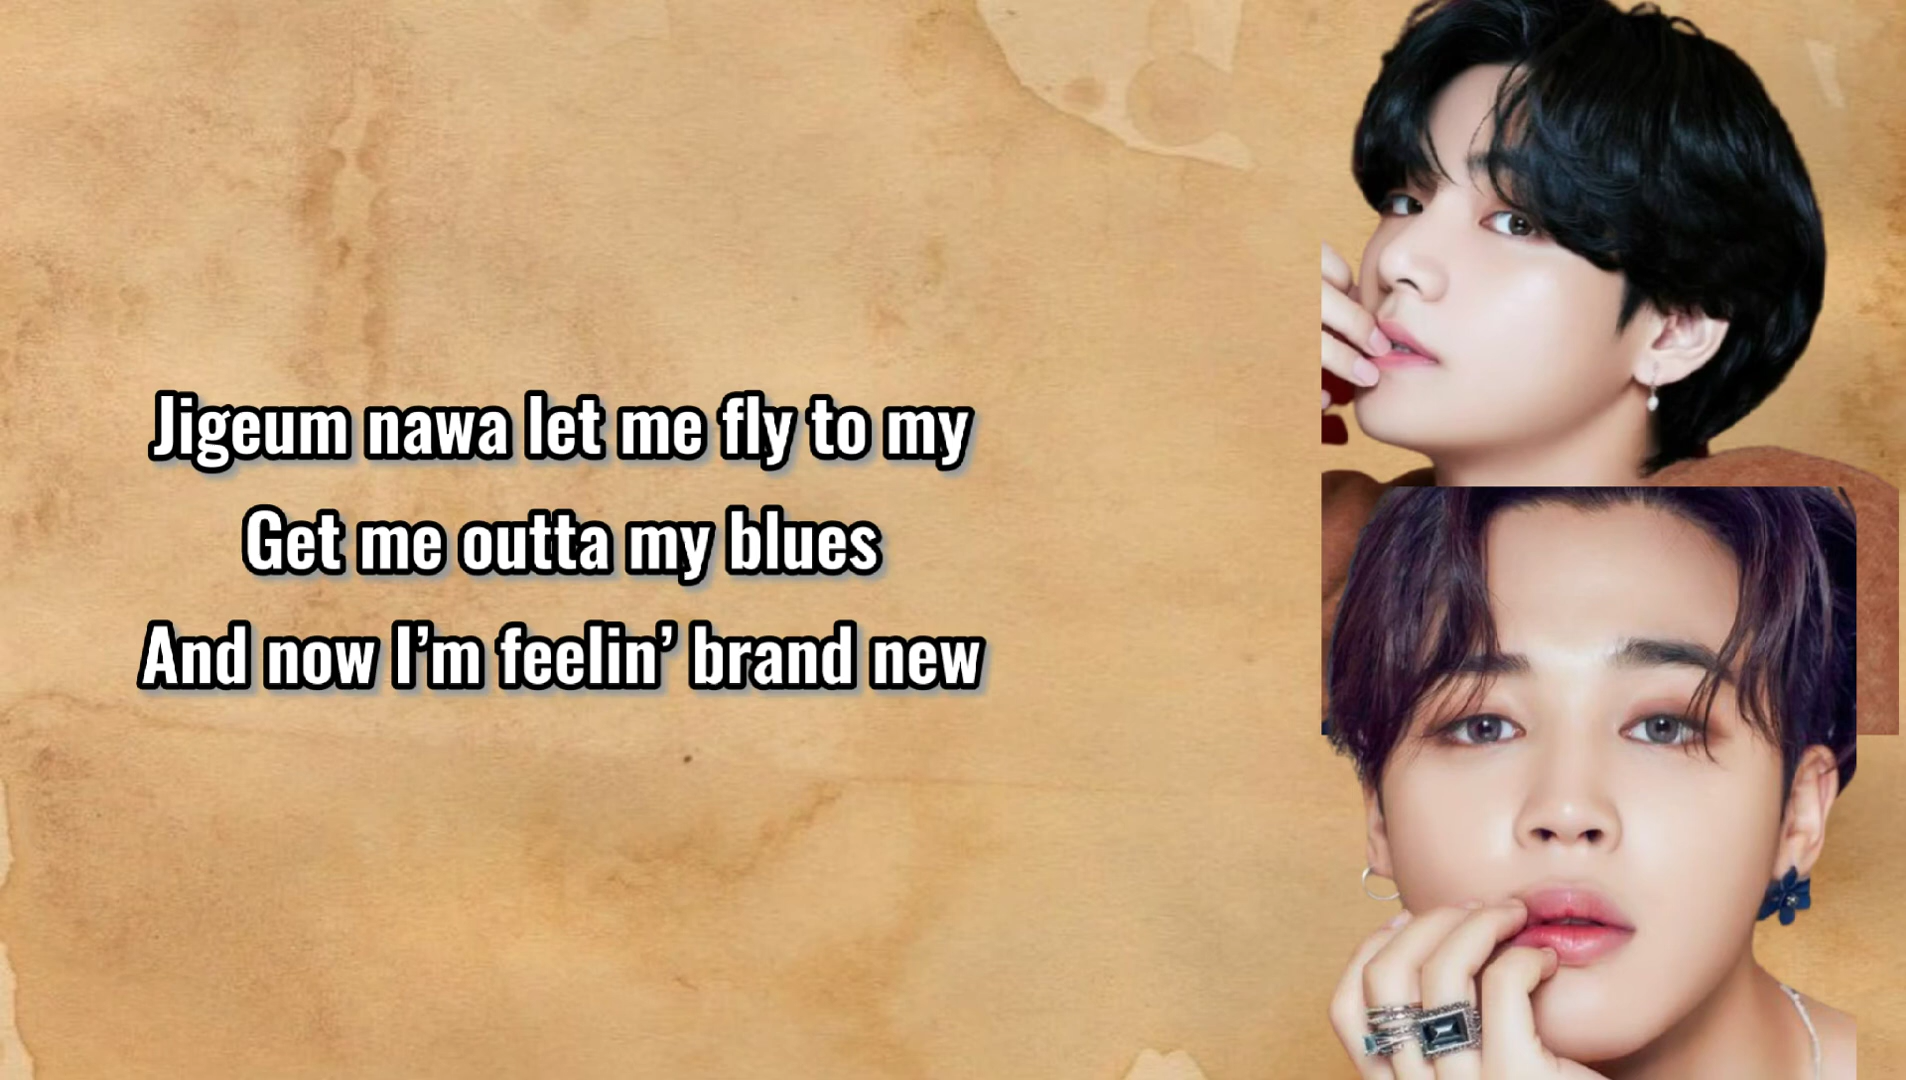 Jigeum nawa let me fly to my
Get me outta my blues
And now I’m feelin’ brand new